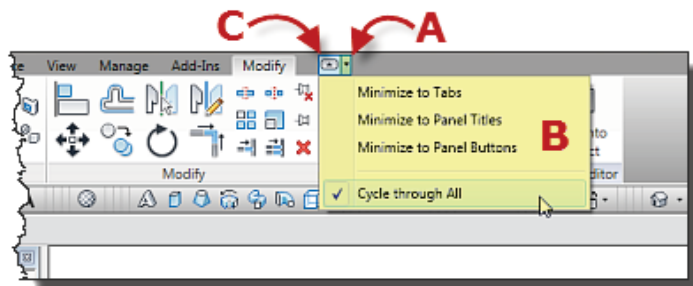 C A
View Manage Add-Ins Modify
Minimize to Tabs
Minimize to Panel Titles
Minimize to Panel Buttons
B
Modify
Cycle through All